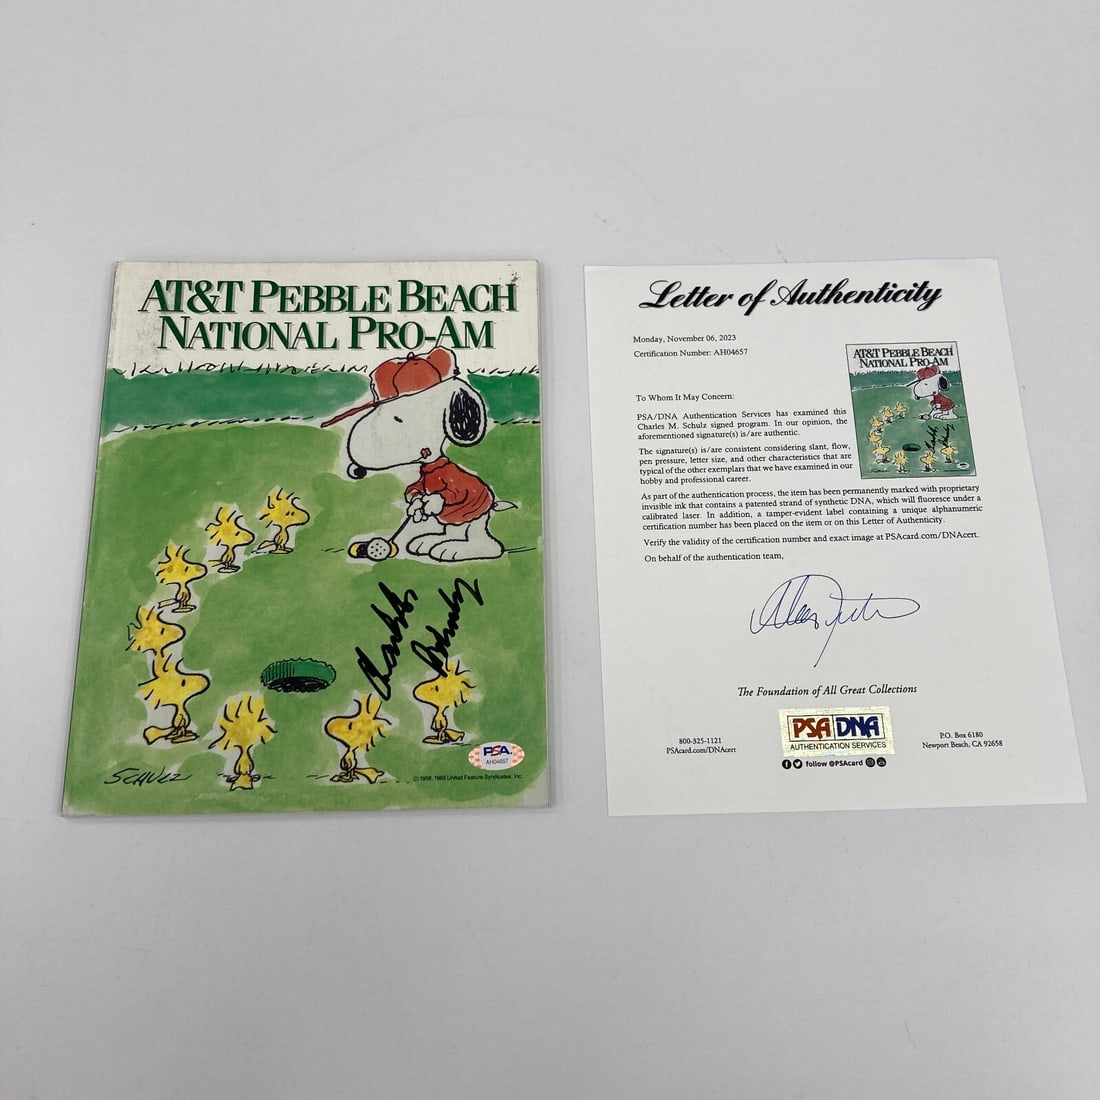 AT&T PEBBLE BEACH
NATIONAL PRO-AM
SCHULZ
PSA
AH04657
© 1958, 1965 United Feature Syndicates, Inc.
Letter of Authenticity
Monday, November 06, 2023
Certification Number: AH04657
AT&T PEBBLE BEACH
NATIONAL PRO-AM
To Whom It May Concern:
PSA/DNA Authentication Services has examined this
Charles M. Schulz signed program. In our opinion, the
aforementioned signature(s) is/are authentic.
The signature(s) is/are consistent considering slant, flow,
pen pressure, letter size, and other characteristics that are
typical of the other exemplars that we have examined in our
hobby and professional career.
As part of the authentication process, the item has been permanently marked with proprietary
invisible ink that contains a patented strand of synthetic DNA, which will fluoresce under a
calibrated laser. In addition, a tamper-evident label containing a unique alphanumeric
certification number has been placed on the item or on this Letter of Authenticity.
Verify the validity of the certification number and exact image at PSAcard.com/DNAcert.
On behalf of the authentication team,
The Foundation of All Great Collections
800-325-1121
PSAcard.com/DNAcert
PSA DNA
AUTHENTICATION SERVICES
follow @PSAcard
P.O. Box 6180
Newport Beach, CA 92658